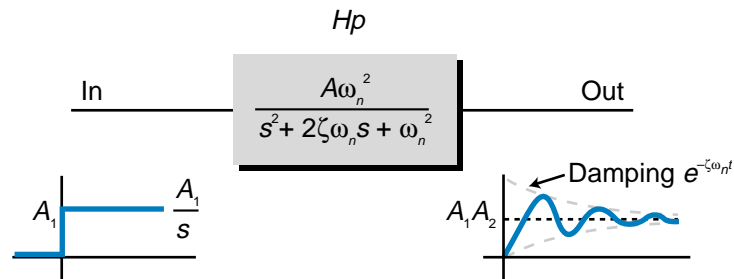 Hp
In
Aωₙ²
s² + 2ζωₙs + ωₙ²
Out
A₁
A₁
s
Damping e^(−ζωₙt)
A₁A₂